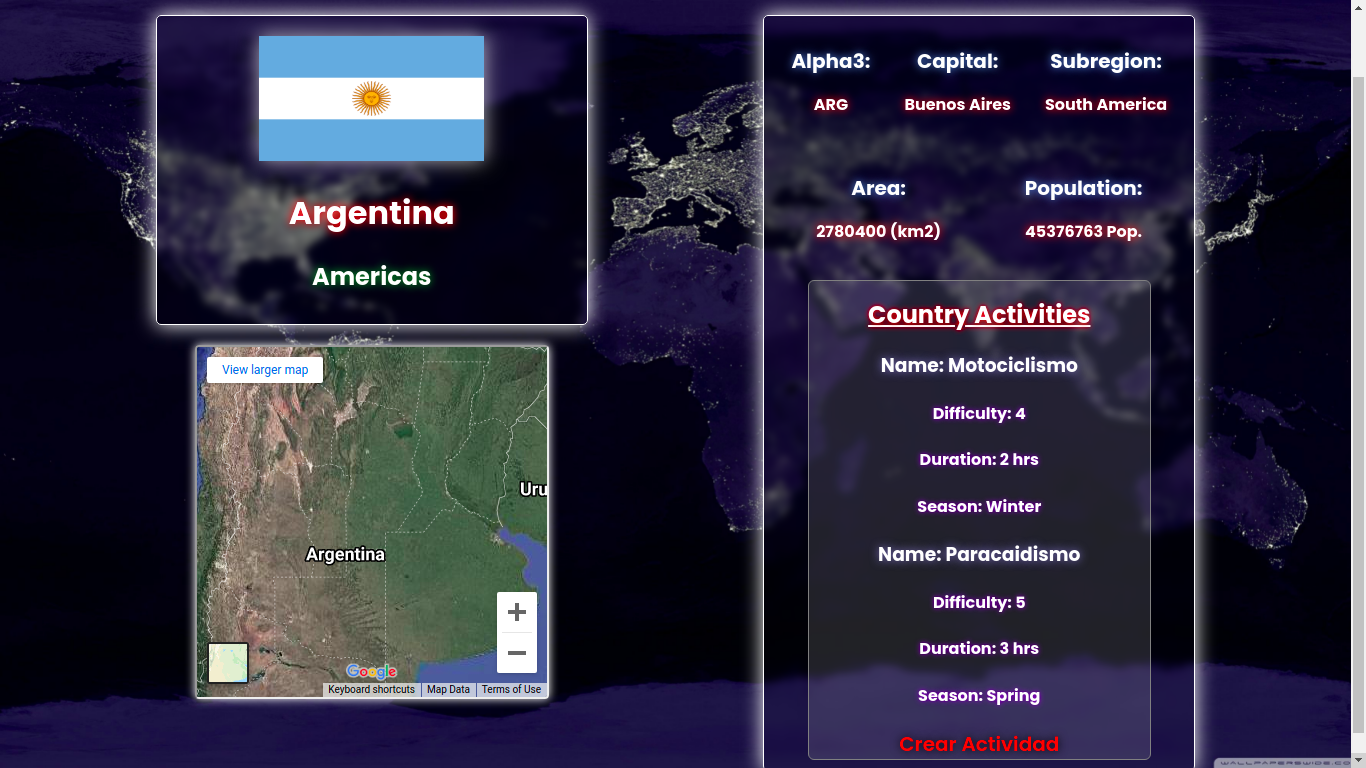 Argentina
Americas
View larger map
Uru
Argentina
Google
Keyboard shortcuts
Map Data
Terms of Use
Alpha3:
Capital:
Subregion:
ARG
Buenos Aires
South America
Area:
Population:
2780400 (km2)
45376763 Pop.
Country Activities
Name: Motociclismo
Difficulty: 4
Duration: 2 hrs
Season: Winter
Name: Paracaidismo
Difficulty: 5
Duration: 3 hrs
Season: Spring
Crear Actividad